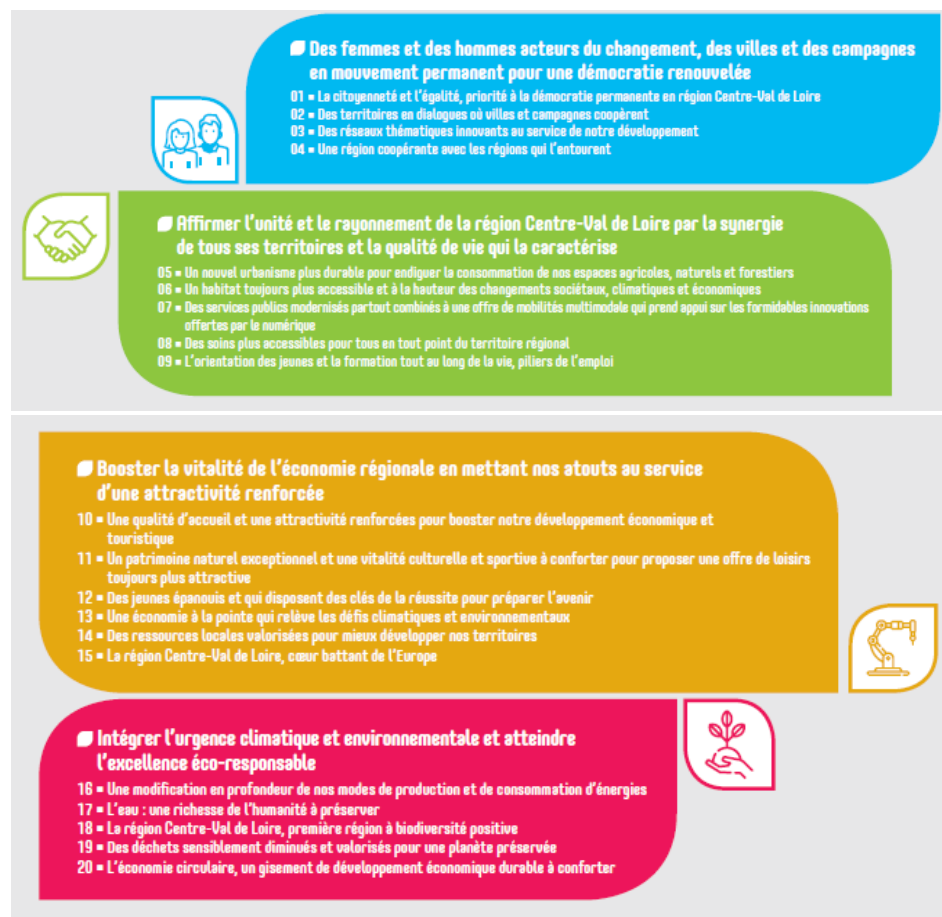 Des femmes et des hommes acteurs du changement, des villes et des campagnes
en mouvement permanent pour une démocratie renouvelée
01 ▪ La citoyenneté et l'égalité, priorité à la démocratie permanente en région Centre-Val de Loire
02 ▪ Des territoires en dialogues où villes et campagnes coopèrent
03 ▪ Des réseaux thématiques innovants au service de notre développement
04 ▪ Une région coopérante avec les régions qui l'entourent
Affirmer l'unité et le rayonnement de la région Centre-Val de Loire par la synergie
de tous ses territoires et la qualité de vie qui la caractérise
05 ▪ Un nouvel urbanisme plus durable pour endiguer la consommation de nos espaces agricoles, naturels et forestiers
06 ▪ Un habitat toujours plus accessible et à la hauteur des changements sociétaux, climatiques et économiques
07 ▪ Des services publics modernisés partout combinés à une offre de mobilités multimodale qui prend appui sur les formidables innovations
offertes par le numérique
08 ▪ Des soins plus accessibles pour tous en tout point du territoire régional
09 ▪ L'orientation des jeunes et la formation tout au long de la vie, piliers de l'emploi
Booster la vitalité de l'économie régionale en mettant nos atouts au service
d'une attractivité renforcée
10 ▪ Une qualité d'accueil et une attractivité renforcées pour booster notre développement économique et
touristique
11 ▪ Un patrimoine naturel exceptionnel et une vitalité culturelle et sportive à conforter pour proposer une offre de loisirs
toujours plus attractive
12 ▪ Des jeunes épanouis et qui disposent des clés de la réussite pour préparer l'avenir
13 ▪ Une économie à la pointe qui relève les défis climatiques et environnementaux
14 ▪ Des ressources locales valorisées pour mieux développer nos territoires
15 ▪ La région Centre-Val de Loire, cœur battant de l'Europe
Intégrer l'urgence climatique et environnementale et atteindre
l'excellence éco-responsable
16 ▪ Une modification en profondeur de nos modes de production et de consommation d'énergies
17 ▪ L'eau : une richesse de l'humanité à préserver
18 ▪ La région Centre-Val de Loire, première région à biodiversité positive
19 ▪ Des déchets sensiblement diminués et valorisés pour une planète préservée
20 ▪ L'économie circulaire, un gisement de développement économique durable à conforter